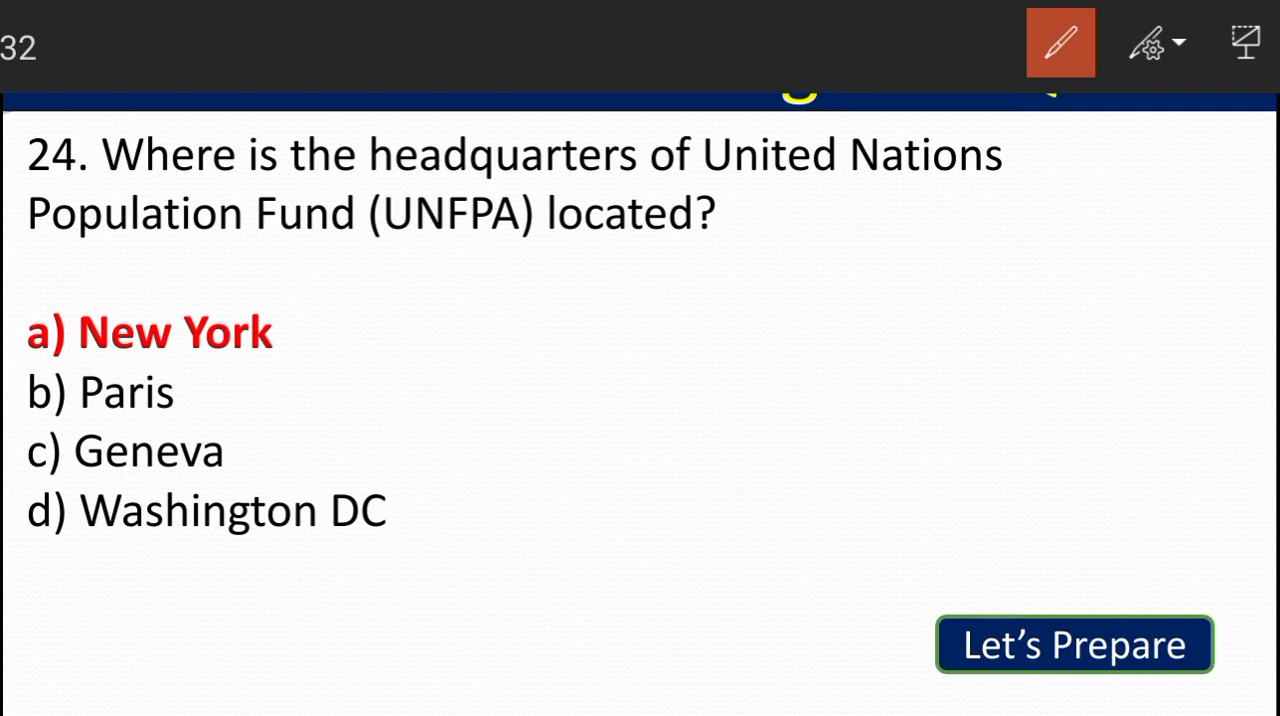 32
24. Where is the headquarters of United Nations
Population Fund (UNFPA) located?
a) New York
b) Paris
c) Geneva
d) Washington DC
Let’s Prepare